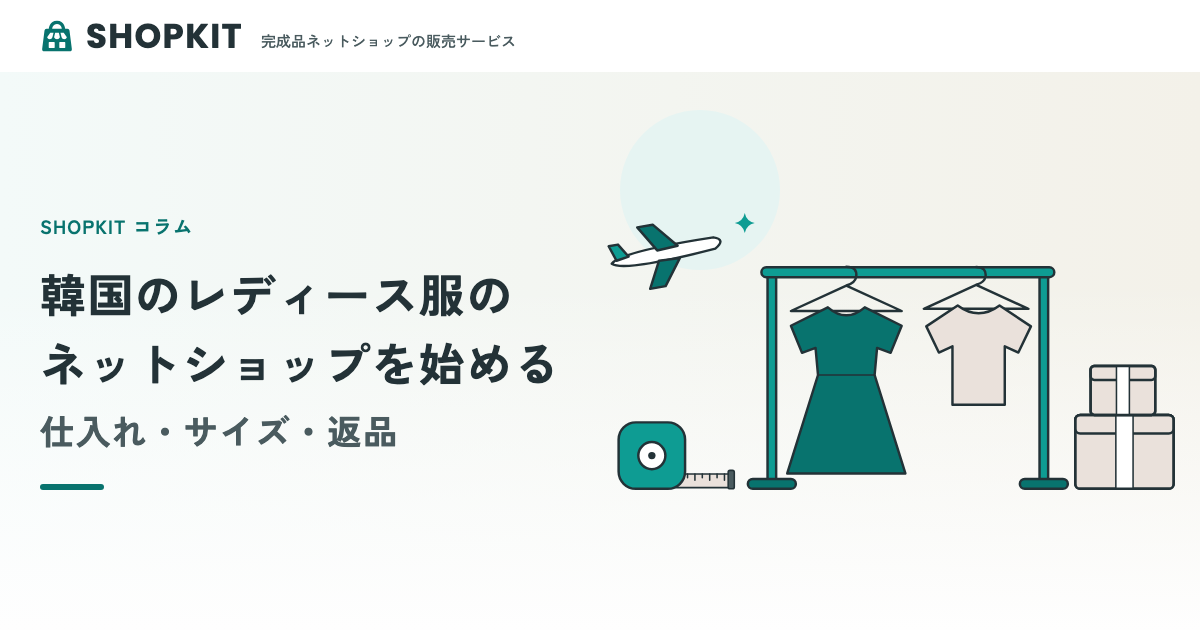 SHOPKIT 完成品ネットショップの販売サービス
SHOPKIT コラム
韓国のレディース服の
ネットショップを始める
仕入れ・サイズ・返品